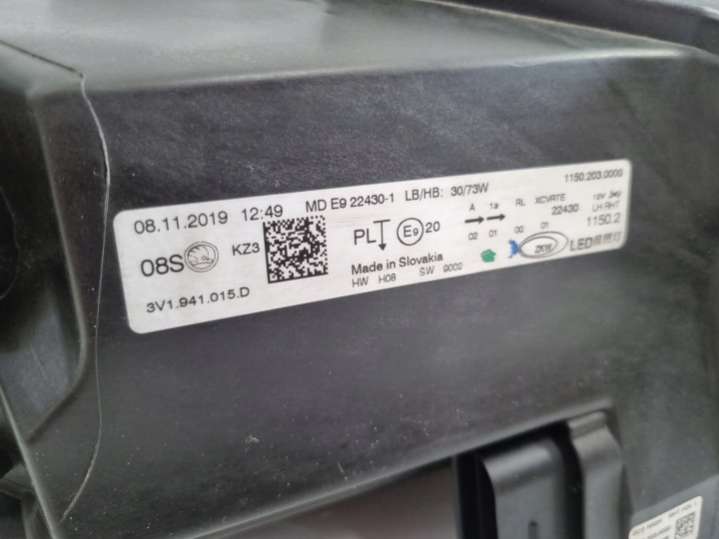 08.11.2019 12:49 MD E9 22430-1 LB/HB: 30/73W 1150.203.0000
08S KZ3 PL E9 20 A 1a RL XCVRTE
02 01 00 01 22430 LH RHT
Made in Slovakia 1150.2
HW H08 SW 9002 LED
3V1.941.015.D